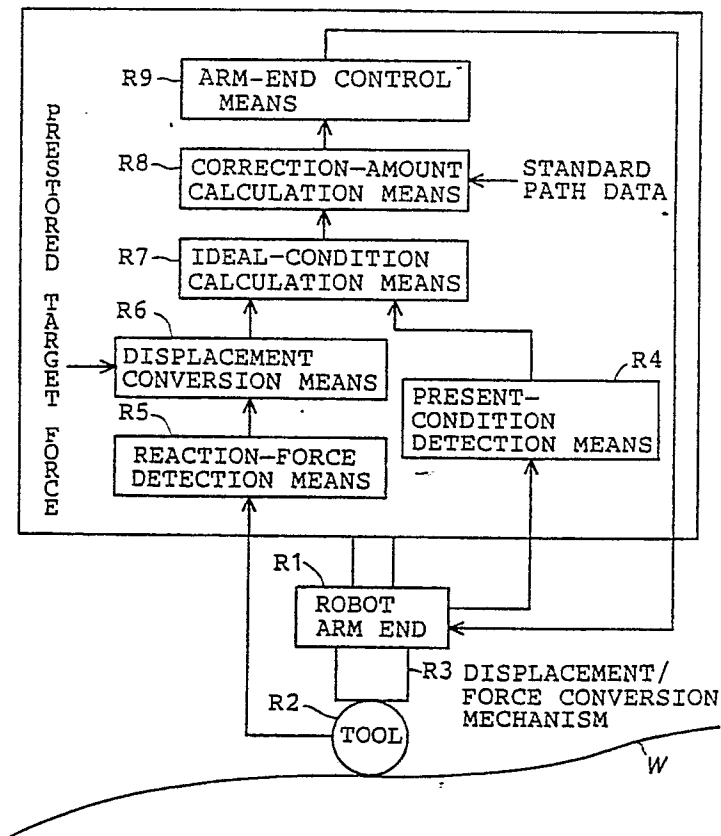 R9
ARM-END CONTROL
MEANS
R8
CORRECTION-AMOUNT
CALCULATION MEANS
STANDARD
PATH DATA
R7
IDEAL-CONDITION
CALCULATION MEANS
PRESTORED TARGET FORCE
R6
DISPLACEMENT
CONVERSION MEANS
R4
PRESENT-
CONDITION
DETECTION MEANS
R5
REACTION-FORCE
DETECTION MEANS
R1
ROBOT
ARM END
R3 DISPLACEMENT/
FORCE CONVERSION
MECHANISM
R2
TOOL
W